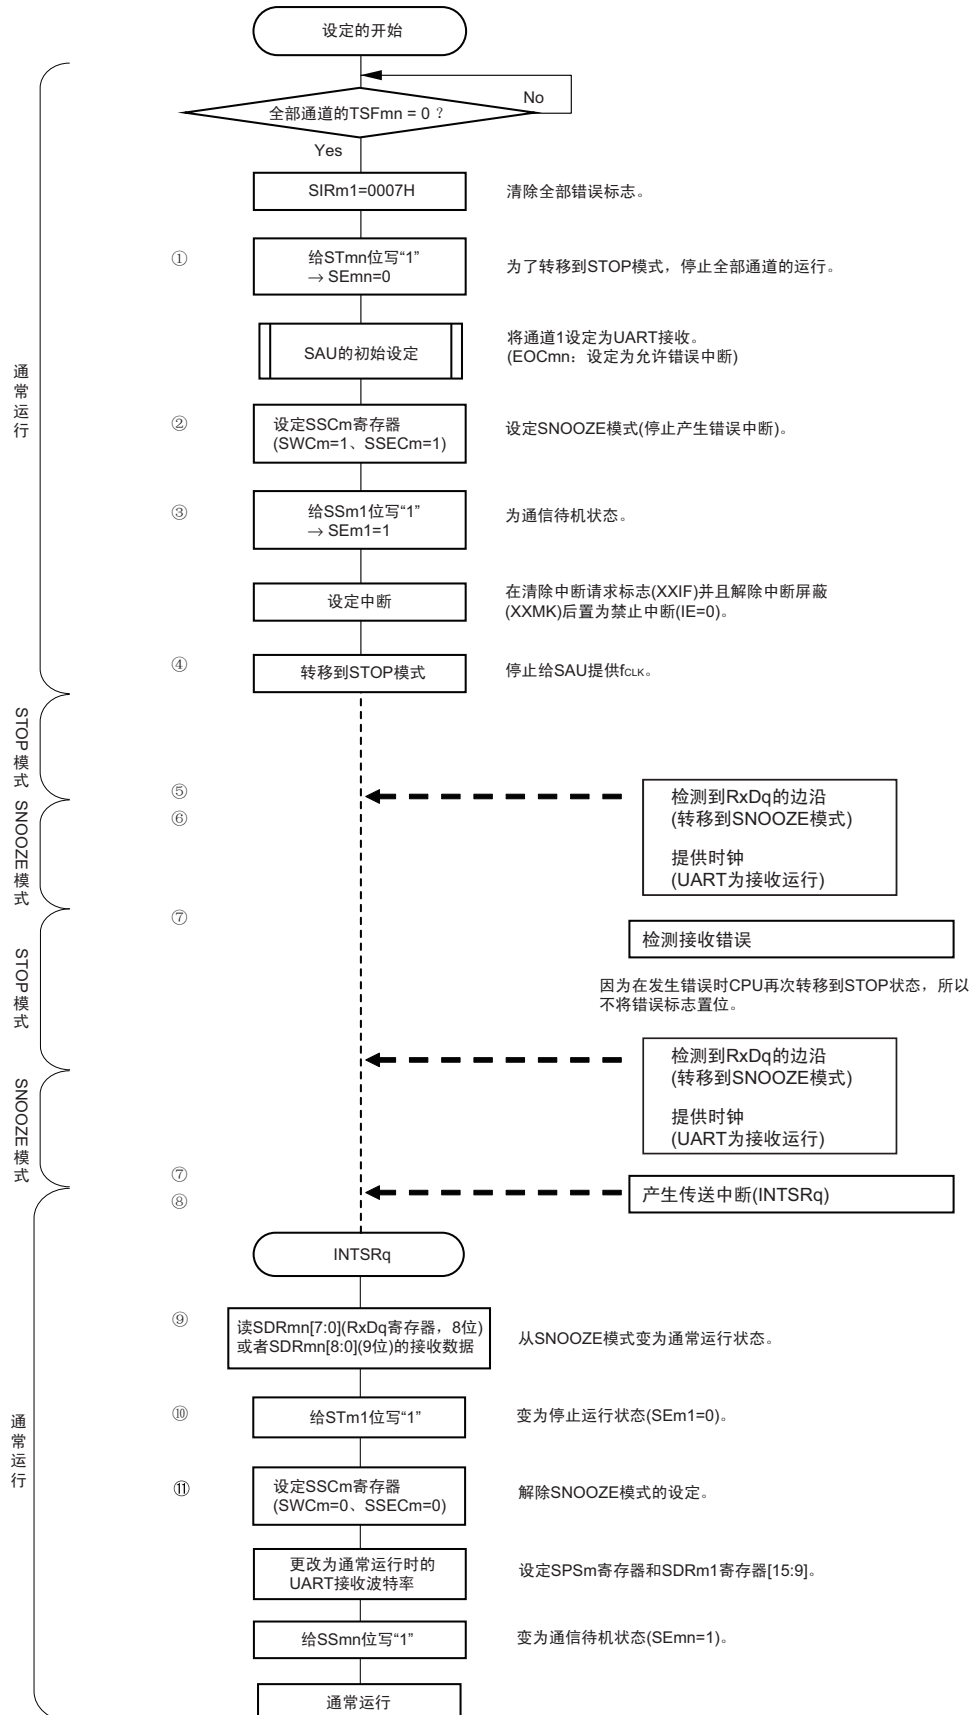 设定的开始
全部通道的TSFmn = 0 ?
No
Yes
SIRm1=0007H
清除全部错误标志。
①
给STmn位写“1”
→ SEmn=0
为了转移到STOP模式，停止全部通道的运行。
SAU的初始设定
将通道1设定为UART接收。
(EOCmn：设定为允许错误中断)
通常运行
②
设定SSCm寄存器
(SWCm=1、SSECm=1)
设定SNOOZE模式(停止产生错误中断)。
③
给SSm1位写“1”
→ SEm1=1
为通信待机状态。
设定中断
在清除中断请求标志(XXIF)并且解除中断屏蔽
(XXMK)后置为禁止中断(IE=0)。
④
转移到STOP模式
停止给SAU提供fCLK。
STOP 模式
⑤
⑥
检测到RxDq的边沿
(转移到SNOOZE模式)
提供时钟
(UART为接收运行)
SNOOZE 模式
⑦
检测接收错误
因为在发生错误时CPU再次转移到STOP状态，所以
不将错误标志置位。
STOP 模式
检测到RxDq的边沿
(转移到SNOOZE模式)
提供时钟
(UART为接收运行)
SNOOZE 模式
⑦
⑧
产生传送中断(INTSRq)
INTSRq
⑨
读SDRmn[7:0](RxDq寄存器，8位)
或者SDRmn[8:0](9位)的接收数据
从SNOOZE模式变为通常运行状态。
⑩
给STm1位写“1”
变为停止运行状态(SEm1=0)。
通常运行
⑪
设定SSCm寄存器
(SWCm=0、SSECm=0)
解除SNOOZE模式的设定。
更改为通常运行时的
UART接收波特率
设定SPSm寄存器和SDRm1寄存器[15:9]。
给SSmn位写“1”
变为通信待机状态(SEmn=1)。
通常运行